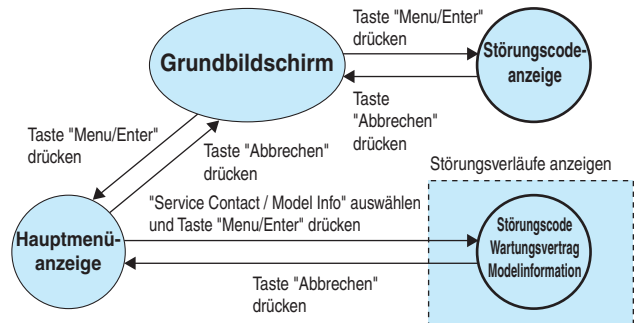 Taste "Menu/Enter"
drücken
Grundbildschirm
Störungscode-
anzeige
Taste
"Abbrechen"
drücken
Taste "Menu/Enter"
drücken
Taste "Abbrechen"
drücken
Störungsverläufe anzeigen
"Service Contact / Model Info" auswählen
und Taste "Menu/Enter" drücken
Hauptmenü-
anzeige
Störungscode
Wartungsvertrag
Modelinformation
Taste "Abbrechen"
drücken